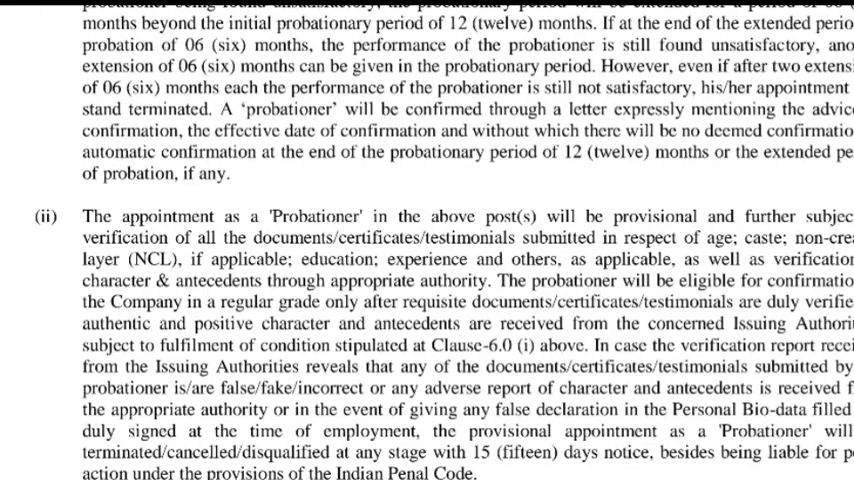 months beyond the initial probationary period of 12 (twelve) months. If at the end of the extended perio
probation of 06 (six) months, the performance of the probationer is still found unsatisfactory, ano
extension of 06 (six) months can be given in the probationary period. However, even if after two extensi
of 06 (six) months each the performance of the probationer is still not satisfactory, his/her appointment
stand terminated. A ‘probationer’ will be confirmed through a letter expressly mentioning the advic
confirmation, the effective date of confirmation and without which there will be no deemed confirmatio
automatic confirmation at the end of the probationary period of 12 (twelve) months or the extended pe
of probation, if any.
(ii) The appointment as a 'Probationer' in the above post(s) will be provisional and further subjec
verification of all the documents/certificates/testimonials submitted in respect of age; caste; non-crea
layer (NCL), if applicable; education; experience and others, as applicable, as well as verification
character & antecedents through appropriate authority. The probationer will be eligible for confirmatio
the Company in a regular grade only after requisite documents/certificates/testimonials are duly verifie
authentic and positive character and antecedents are received from the concerned Issuing Authorit
subject to fulfilment of condition stipulated at Clause-6.0 (i) above. In case the verification report recei
from the Issuing Authorities reveals that any of the documents/certificates/testimonials submitted by
probationer is/are false/fake/incorrect or any adverse report of character and antecedents is received f
the appropriate authority or in the event of giving any false declaration in the Personal Bio-data filled
duly signed at the time of employment, the provisional appointment as a 'Probationer' will
terminated/cancelled/disqualified at any stage with 15 (fifteen) days notice, besides being liable for p
action under the provisions of the Indian Penal Code.